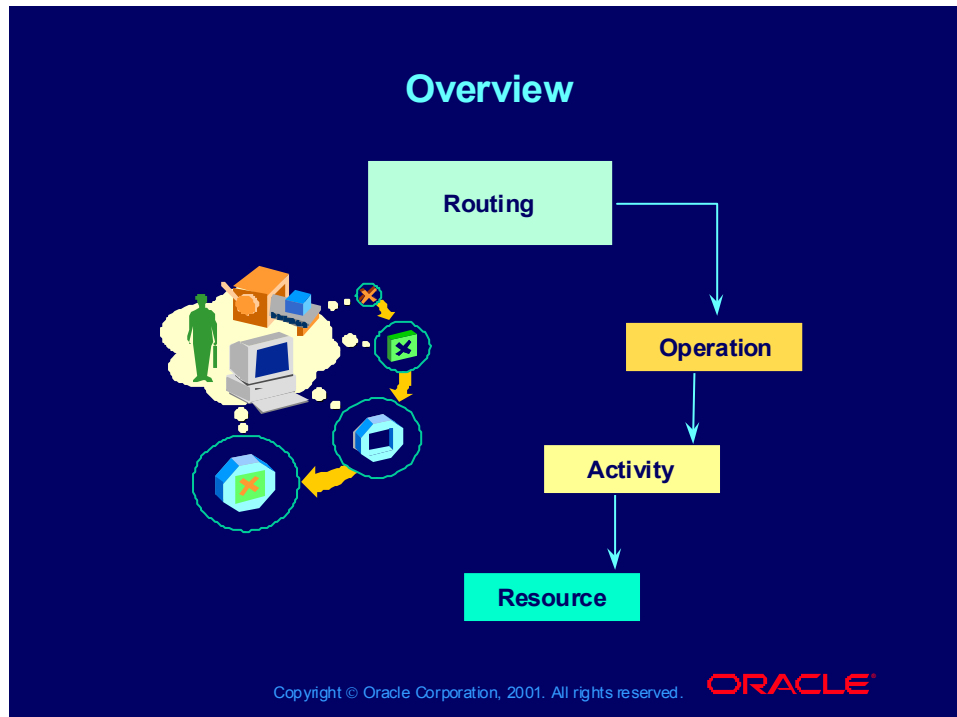 Overview
Routing
Operation
Activity
Resource
Copyright © Oracle Corporation, 2001. All rights reserved.
ORACLE®